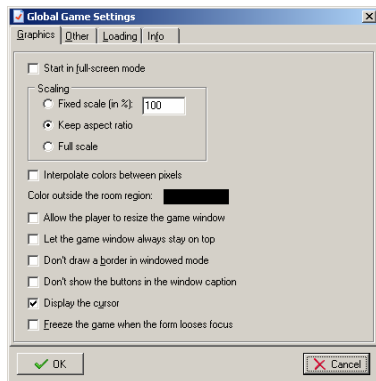 Global Game Settings
Graphics Other Loading Info
Start in full-screen mode
Scaling
Fixed scale (in %): 100
Keep aspect ratio
Full scale
Interpolate colors between pixels
Color outside the room region:
Allow the player to resize the game window
Let the game window always stay on top
Don't draw a border in windowed mode
Don't show the buttons in the window caption
Display the cursor
Freeze the game when the form looses focus
OK Cancel